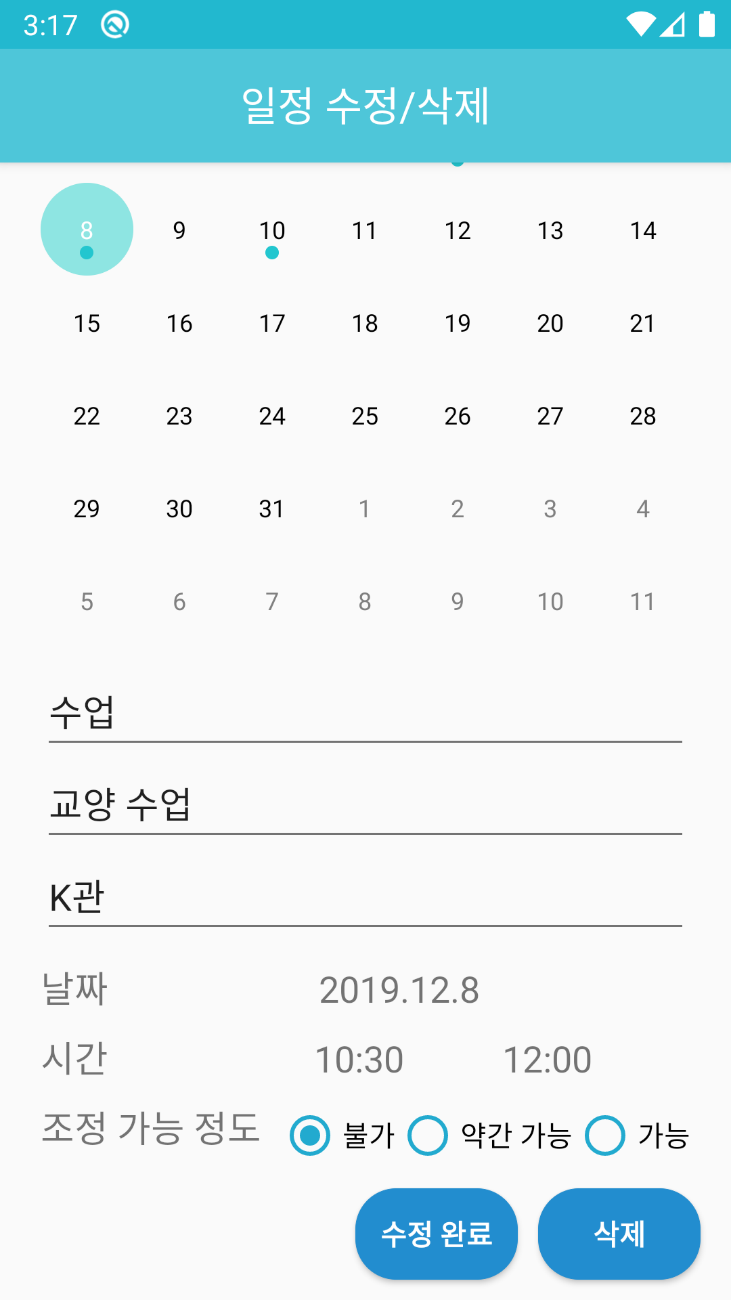 3:17
일정 수정/삭제
8 9 10 11 12 13 14
15 16 17 18 19 20 21
22 23 24 25 26 27 28
29 30 31 1 2 3 4
5 6 7 8 9 10 11
수업
교양 수업
K관
날짜 2019.12.8
시간 10:30 12:00
조정 가능 정도 불가 약간 가능 가능
수정 완료 삭제